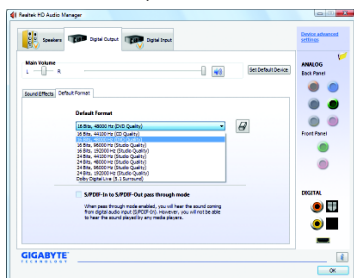 Realtek HD Audio Manager
Speakers
Digital Output
Digital Input
Device advanced settings
Main Volume
L
R
Set Default Device
ANALOG
Back Panel
Sound Effects
Default Format
Default Format
16 Bits, 48000 Hz (DVD Quality)
16 Bits, 44100 Hz (CD Quality)
16 Bits, 96000 Hz (Studio Quality)
16 Bits, 192000 Hz (Studio Quality)
24 Bits, 44100 Hz (Studio Quality)
24 Bits, 48000 Hz (Studio Quality)
24 Bits, 96000 Hz (Studio Quality)
24 Bits, 192000 Hz (Studio Quality)
Dolby Digital Live (5.1 Surround)
Front Panel
S/PDIF-In to S/PDIF-Out pass through mode
When pass through mode enabled, you will hear the sound coming
from digital audio input (S/PDIF-In). However, you will not be able
to hear the sound played by any media players.
DIGITAL
GIGABYTE
TECHNOLOGY
OK